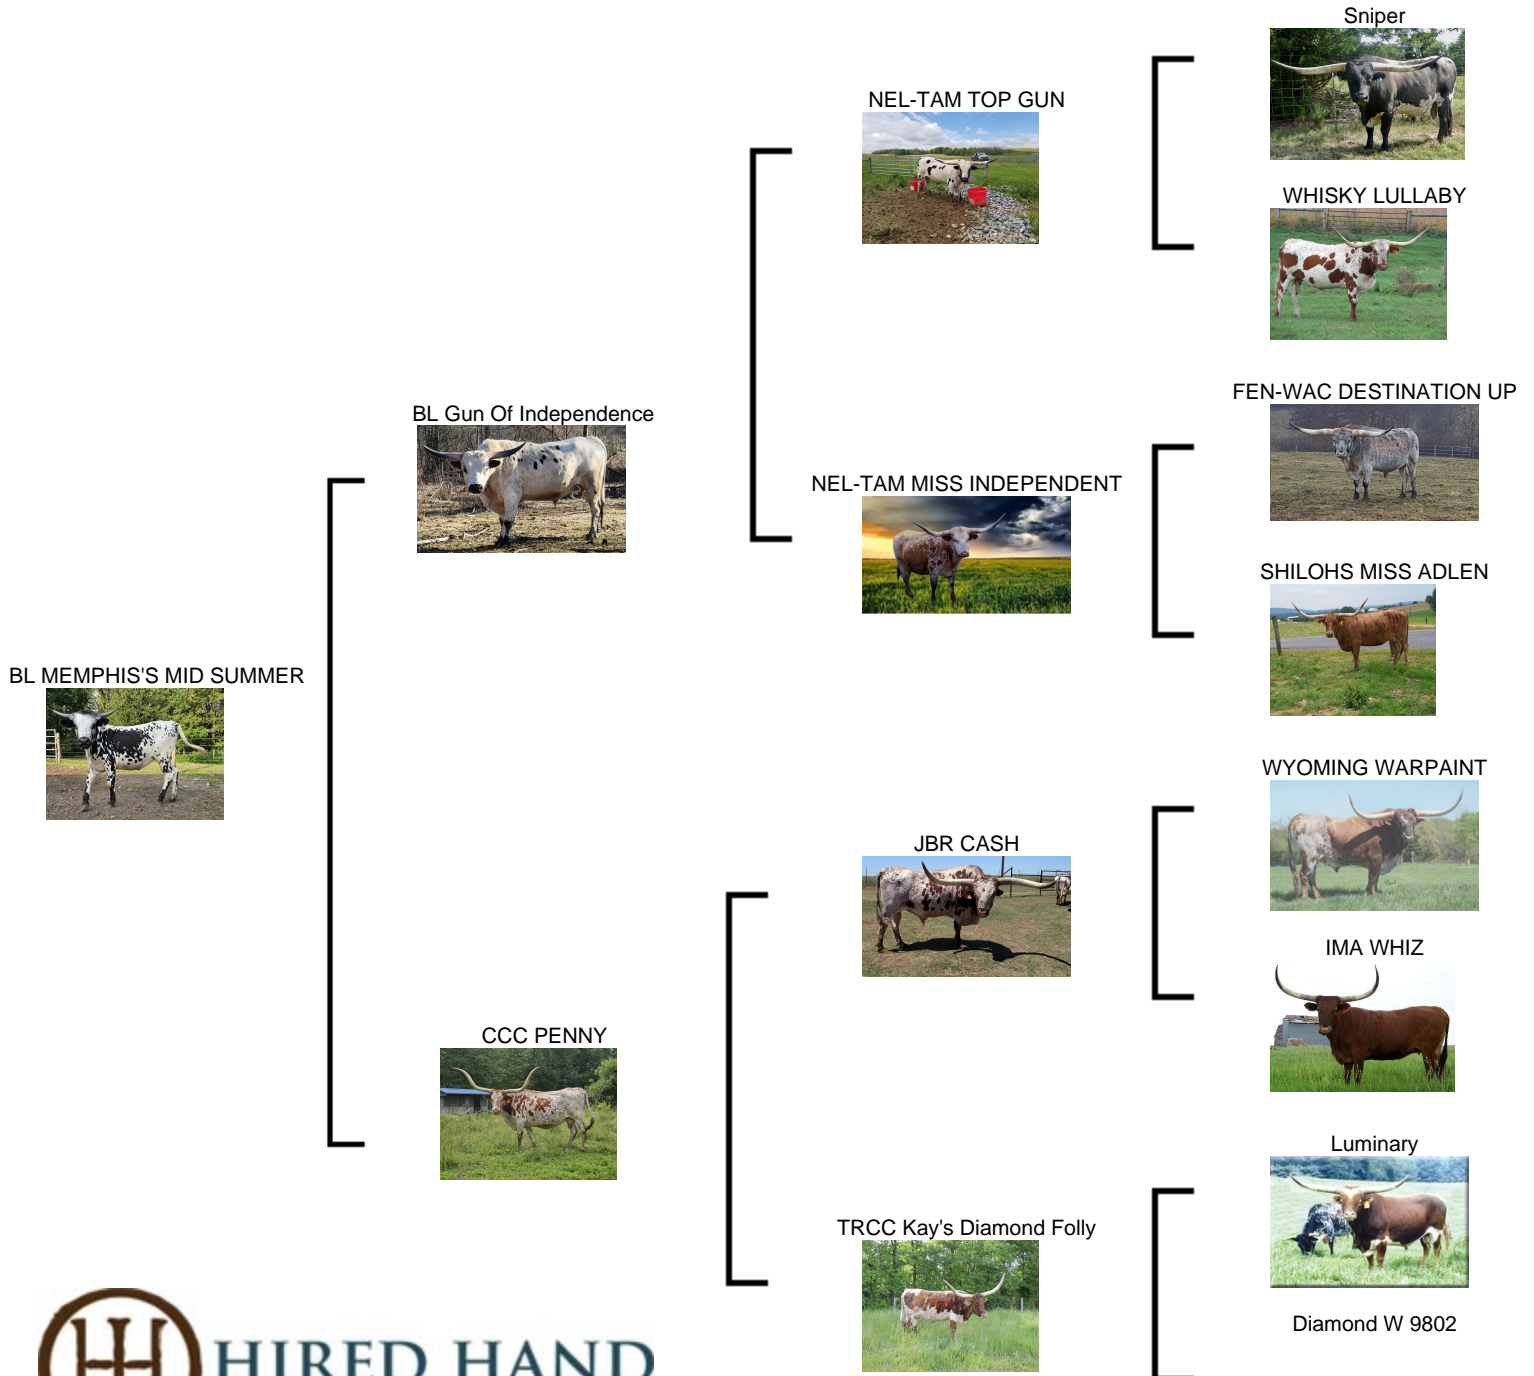 Sniper
NEL-TAM TOP GUN
WHISKY LULLABY
FEN-WAC DESTINATION UP
BL Gun Of Independence
NEL-TAM MISS INDEPENDENT
SHILOHS MISS ADLEN
BL MEMPHIS'S MID SUMMER
WYOMING WARPAINT
JBR CASH
IMA WHIZ
CCC PENNY
Luminary
TRCC Kay's Diamond Folly
Diamond W 9802
HIRED HAND